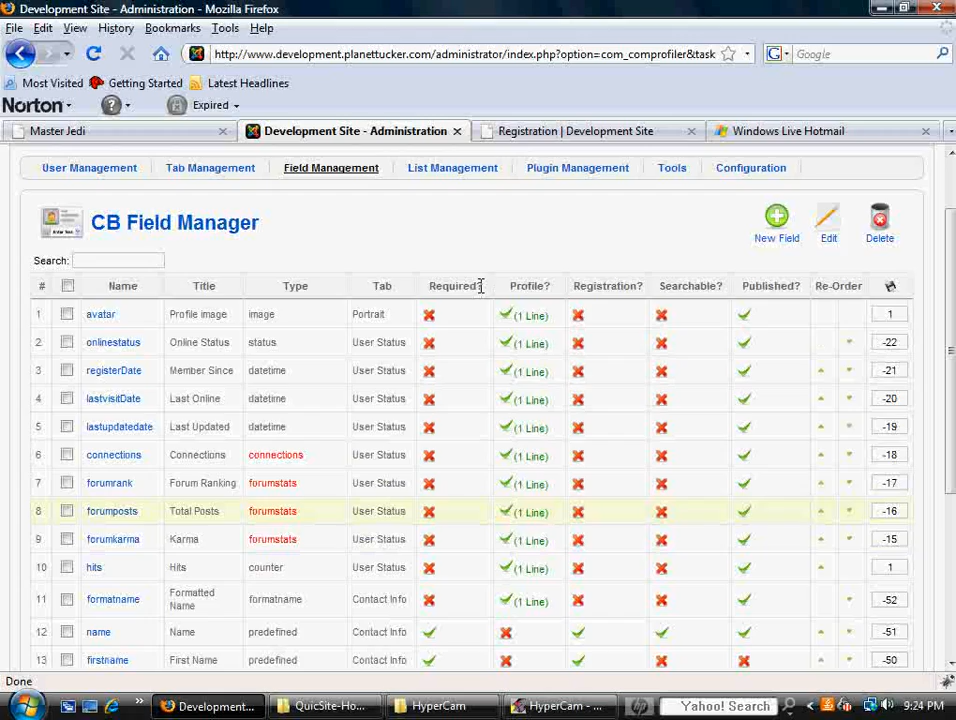 Development Site - Administration - Mozilla Firefox
File Edit View History Bookmarks Tools Help
http://www.development.planettucker.com/administrator/index.php?option=com_comprofiler&task
Google
Most Visited Getting Started Latest Headlines
Norton Expired
Master Jedi Development Site - Administration Registration | Development Site Windows Live Hotmail
User Management Tab Management Field Management List Management Plugin Management Tools Configuration
CB Field Manager
New Field Edit Delete
Search:
# Name Title Type Tab Required? Profile? Registration? Searchable? Published? Re-Order
1 avatar Profile image image Portrait (1 Line) 1
2 onlinestatus Online Status status User Status (1 Line) -22
3 registerDate Member Since datetime User Status (1 Line) -21
4 lastvisitDate Last Online datetime User Status (1 Line) -20
5 lastupdatedate Last Updated datetime User Status (1 Line) -19
6 connections Connections connections User Status (1 Line) -18
7 forumrank Forum Ranking forumstats User Status (1 Line) -17
8 forumposts Total Posts forumstats User Status (1 Line) -16
9 forumkarma Karma forumstats User Status (1 Line) -15
10 hits Hits counter User Status (1 Line) 1
11 formatname Formatted Name formatname Contact Info (1 Line) -52
12 name Name predefined Contact Info -51
13 firstname First Name predefined Contact Info -50
Done
Development... QuicSite-Ho... HyperCam HyperCam - ... Yahoo! Search 9:24 PM